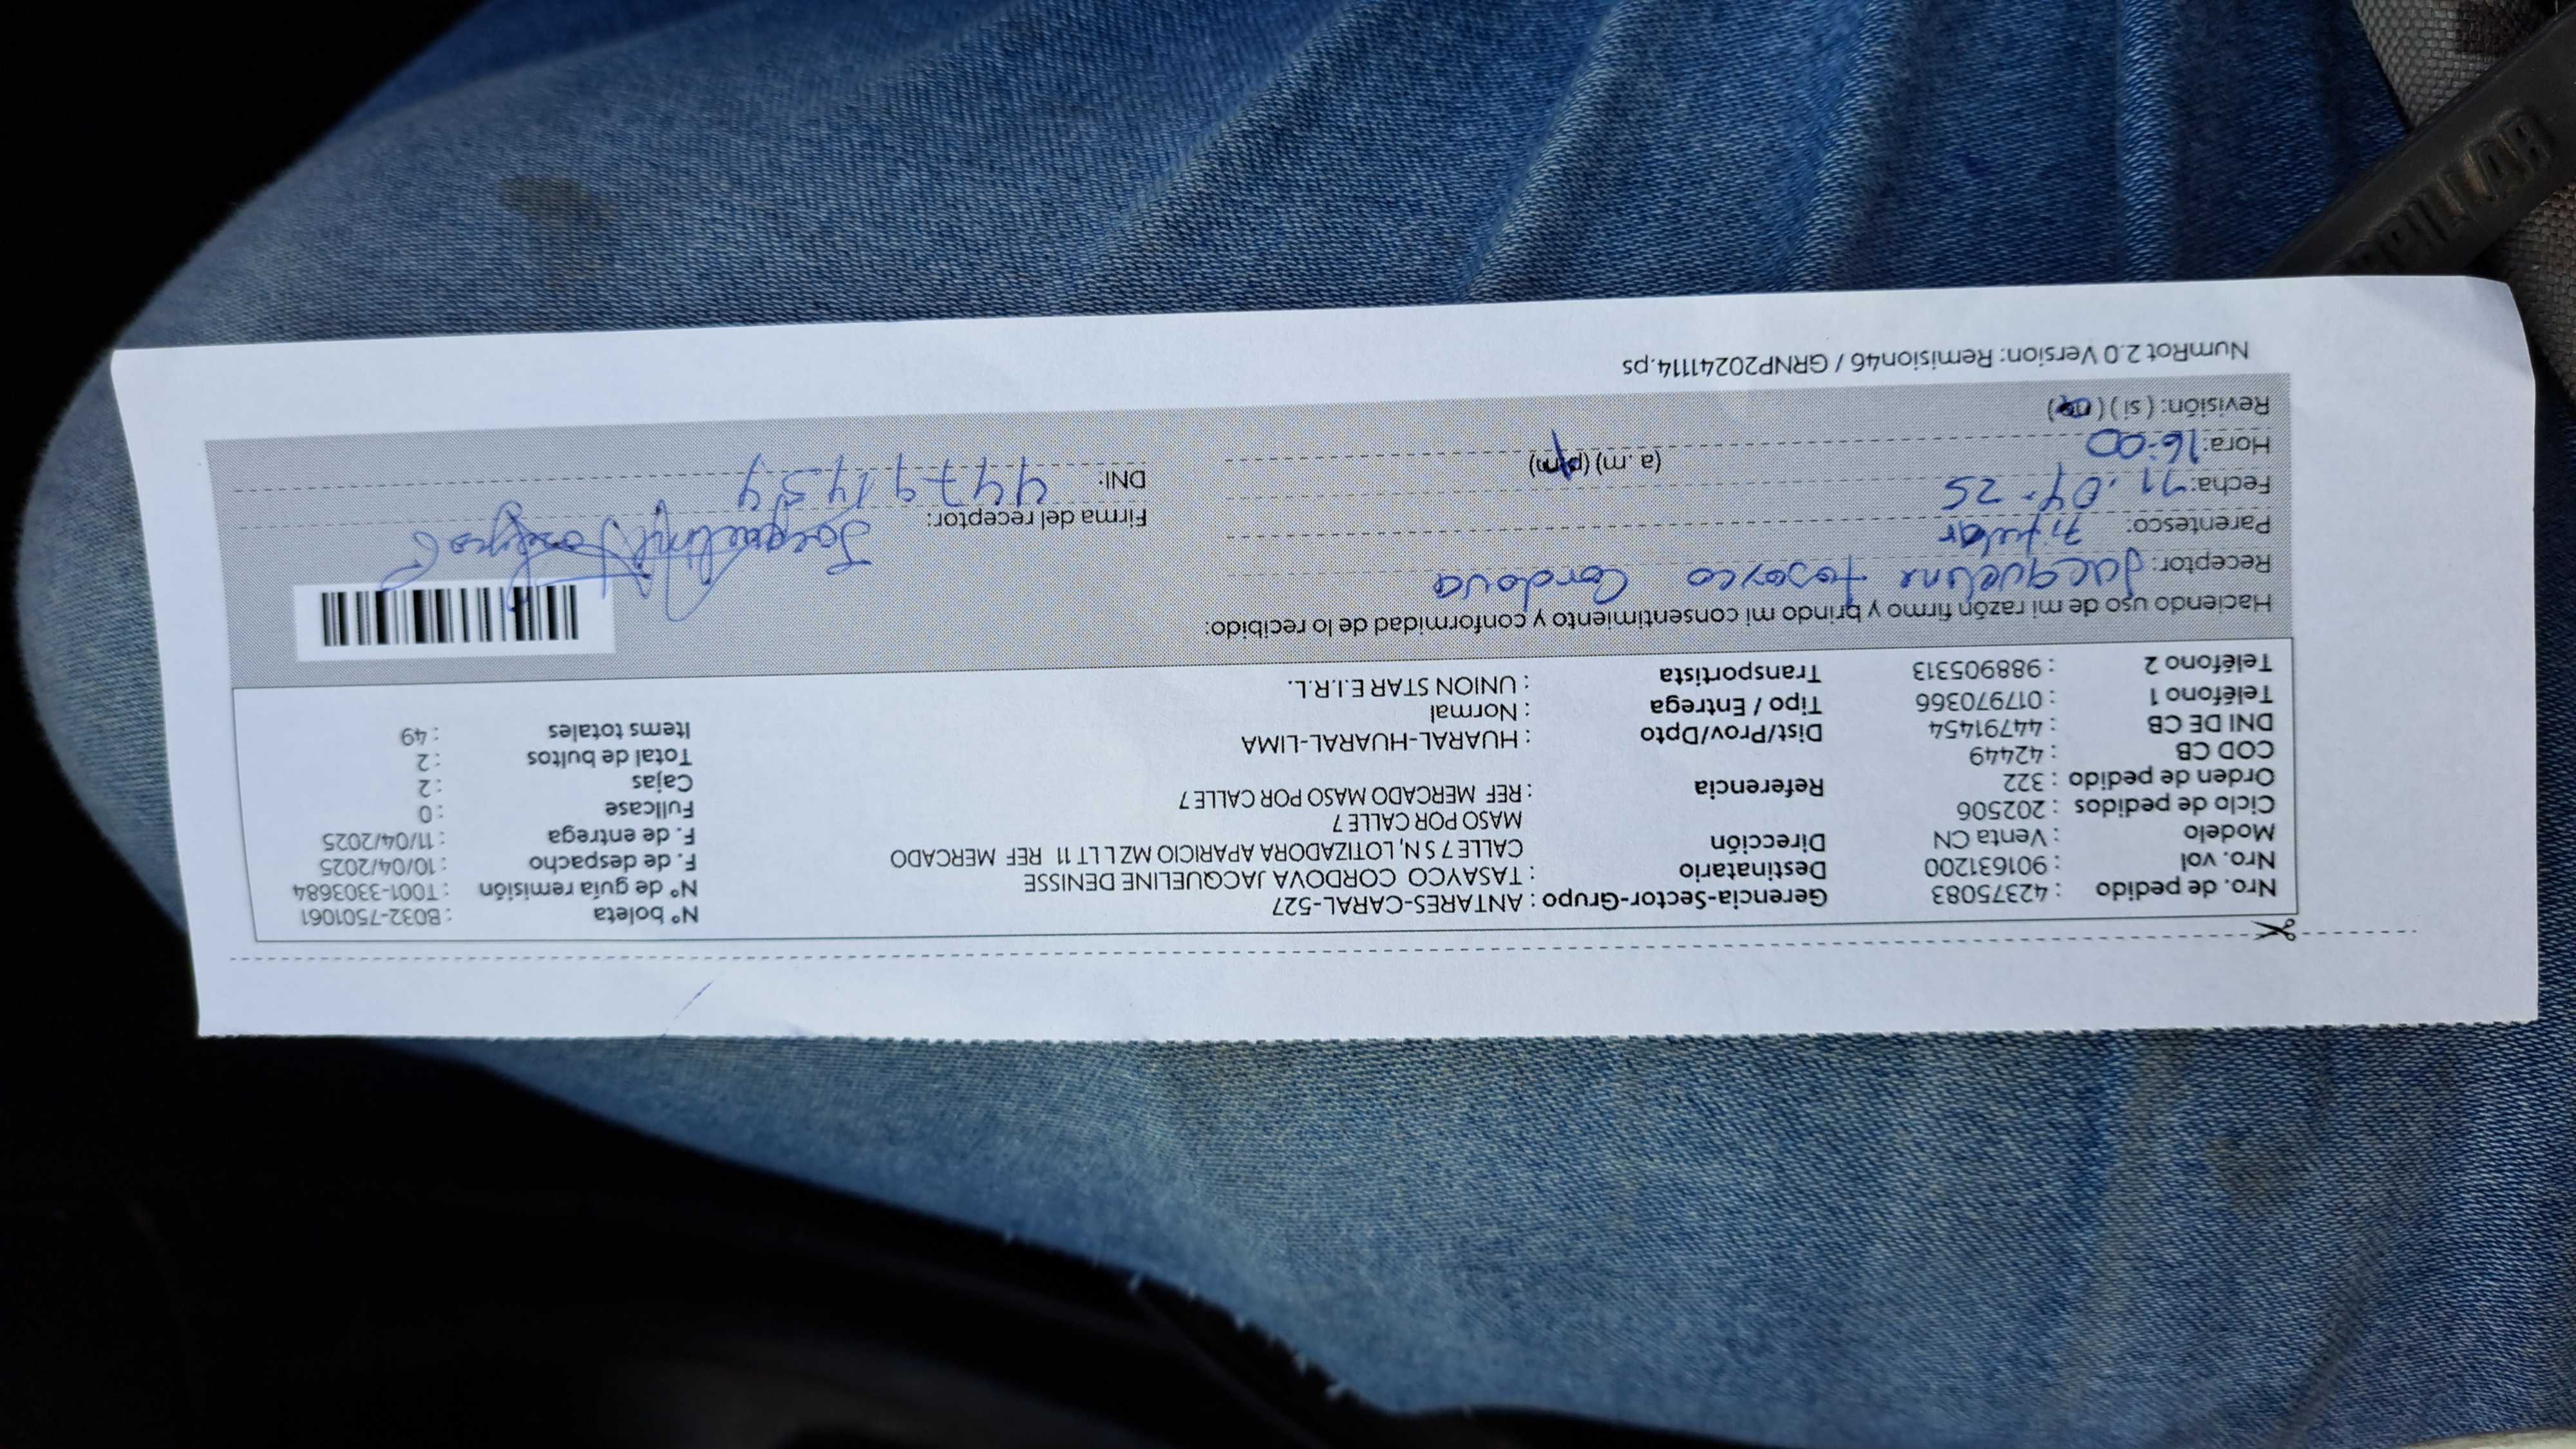 Nro. de pedido : 42375083 Gerencia-Sector-Grupo : ANTARES-CARAL-527 Nº boleta : B032-7501061
Nro. vol : 901631200 Destinatario : TASAYCO CORDOVA JACQUELINE DENISSE Nº de guía remisión : T001-3303684
Modelo : Venta CN Dirección : CALLE 7 S N, LOTIZADORA APARICIO MZ L LT 11 REF MERCADO F. de despacho : 10/04/2025
MASO POR CALLE 7 F. de entrega : 11/04/2025
Ciclo de pedidos : 202506 Fullcase : 0
Orden de pedido : 322 Referencia : REF MERCADO MASO POR CALLE 7 Cajas : 2
COD CB : 42449 Total de bultos : 2
DNI DE CB : 44791454 Dist/Prov/Dpto : HUARAL-HUARAL-LIMA Items totales : 49
Teléfono 1 : 017970366 Tipo / Entrega : Normal
Teléfono 2 : 988905313 Transportista : UNION STAR E.I.R.L.
Haciendo uso de mi razón firmo y brindo mi consentimiento y conformidad de lo recibido:
Receptor: Jacqueline Tasayco Cordova
Parentesco: Titular Firma del receptor: Jacqueline Tasayco C
Fecha: 11.04-25 DNI: 44791454
Hora: 16:00 (a. m) (p.m)
Revisión: ( si ) ( no )
NumRot 2.0 Version: Remision46 / GRNP20241114.ps
PILLAR